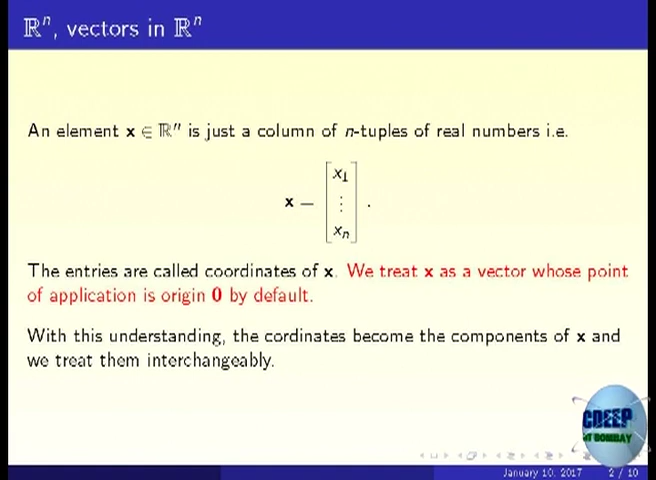 ℝⁿ, vectors in ℝⁿ
An element x ∈ ℝⁿ is just a column of n-tuples of real numbers i.e.
x = [x₁ ⋮ xₙ].
The entries are called coordinates of x. We treat x as a vector whose point
of application is origin 0 by default.
With this understanding, the cordinates become the components of x and
we treat them interchangeably.
CDEEP
IIT BOMBAY
January 10, 2017 2 / 10